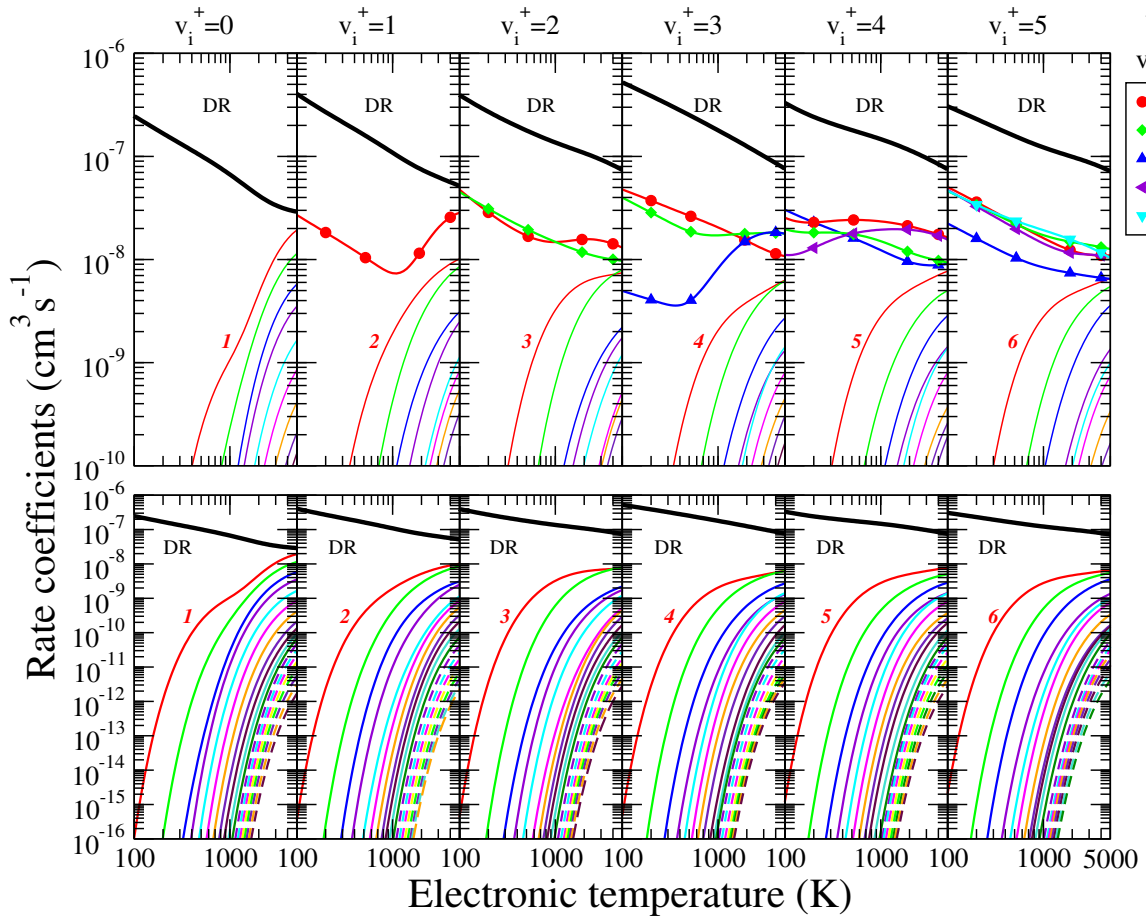 v_i^+=0 v_i^+=1 v_i^+=2 v_i^+=3 v_i^+=4 v_i^+=5
v
10^-6
DR DR DR DR DR DR
10^-7
10^-8
1 2 3 4 5 6
10^-9
10^-10
Rate coefficients (cm^3 s^-1)
10^-6
10^-7
DR DR DR DR DR DR
10^-8
10^-9
1 2 3 4 5 6
10^-10
10^-11
10^-12
10^-13
10^-14
10^-15
10^-16
100 1000 100 1000 100 1000 100 1000 100 1000 100 1000 5000
Electronic temperature (K)